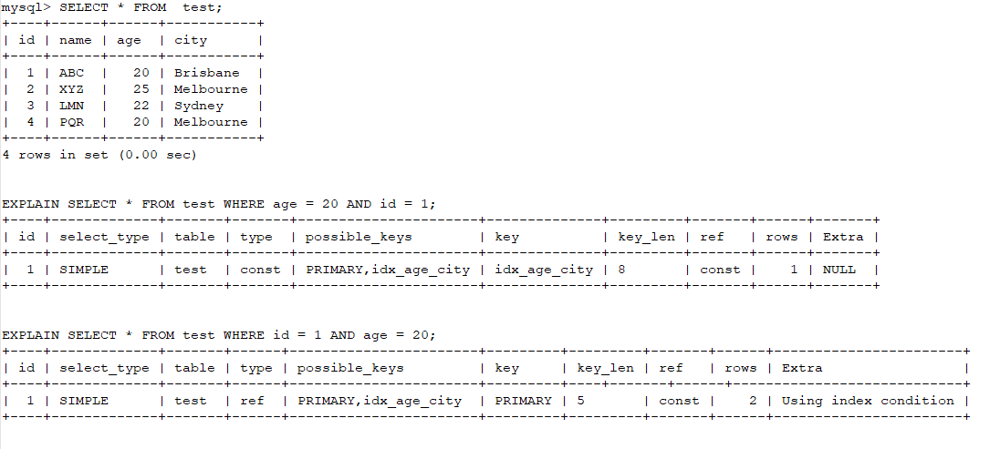 mysql> SELECT * FROM  test;
+----+------+------+-----------+
| id | name | age  | city      |
+----+------+------+-----------+
|  1 | ABC  |   20 | Brisbane  |
|  2 | XYZ  |   25 | Melbourne |
|  3 | LMN  |   22 | Sydney    |
|  4 | PQR  |   20 | Melbourne |
+----+------+------+-----------+
4 rows in set (0.00 sec)
EXPLAIN SELECT * FROM test WHERE age = 20 AND id = 1;
+----+-------------+-------+-------+----------------------+--------------+---------+-------+------+-------+
| id | select_type | table | type  | possible_keys        | key          | key_len | ref   | rows | Extra |
+----+-------------+-------+-------+----------------------+--------------+---------+-------+------+-------+
|  1 | SIMPLE      | test  | const | PRIMARY,idx_age_city | idx_age_city | 8       | const |    1 | NULL  |
+----+-------------+-------+-------+----------------------+--------------+---------+-------+------+-------+
EXPLAIN SELECT * FROM test WHERE id = 1 AND age = 20;
+----+-------------+-------+------+-----------------------+---------+---------+-------+------+-----------------------+
| id | select_type | table | type | possible_keys         | key     | key_len | ref   | rows | Extra                 |
+----+-------------+-------+------+-----------------------+---------+----+-------+------+----------------------------+
|  1 | SIMPLE      | test  | ref  | PRIMARY,idx_age_city  | PRIMARY | 5       | const |    2 | Using index condition |
+----+-------------+-------+------+-----------------------+---------+---------+-------+------+-----------------------+